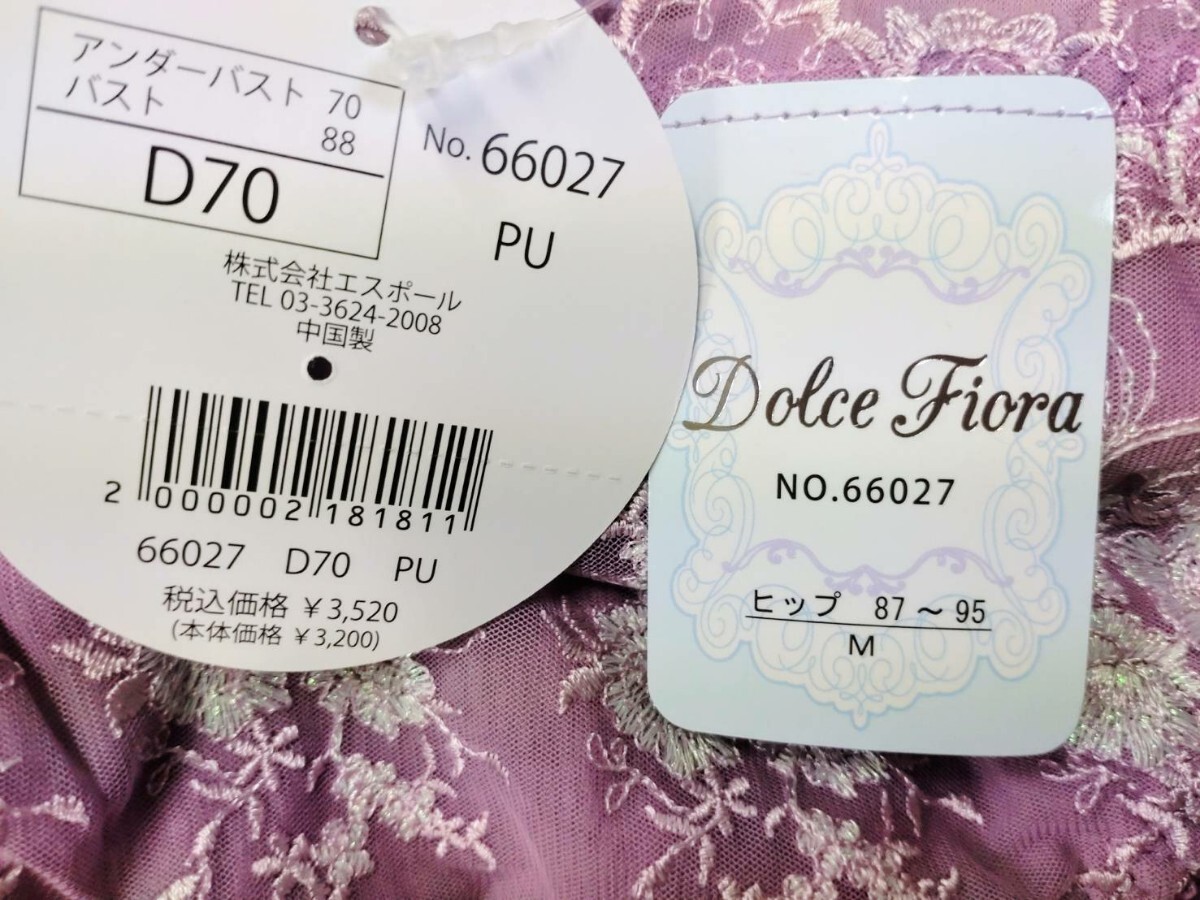 アンダーバスト 70
バスト 88
D70
No. 66027
PU
株式会社エスポール
TEL 03-3624-2008
中国製
2 000002 181811
66027 D70 PU
税込価格 ¥3,520
(本体価格 ¥3,200)
Dolce Fiora
NO.66027
ヒップ 87～95
M